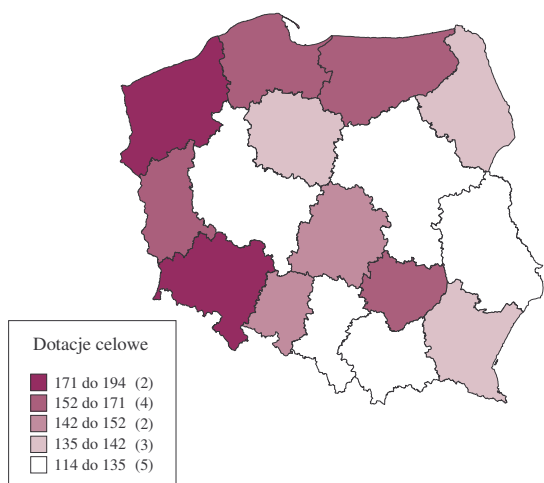 Dotacje celowe
171 do 194 (2)
152 do 171 (4)
142 do 152 (2)
135 do 142 (3)
114 do 135 (5)